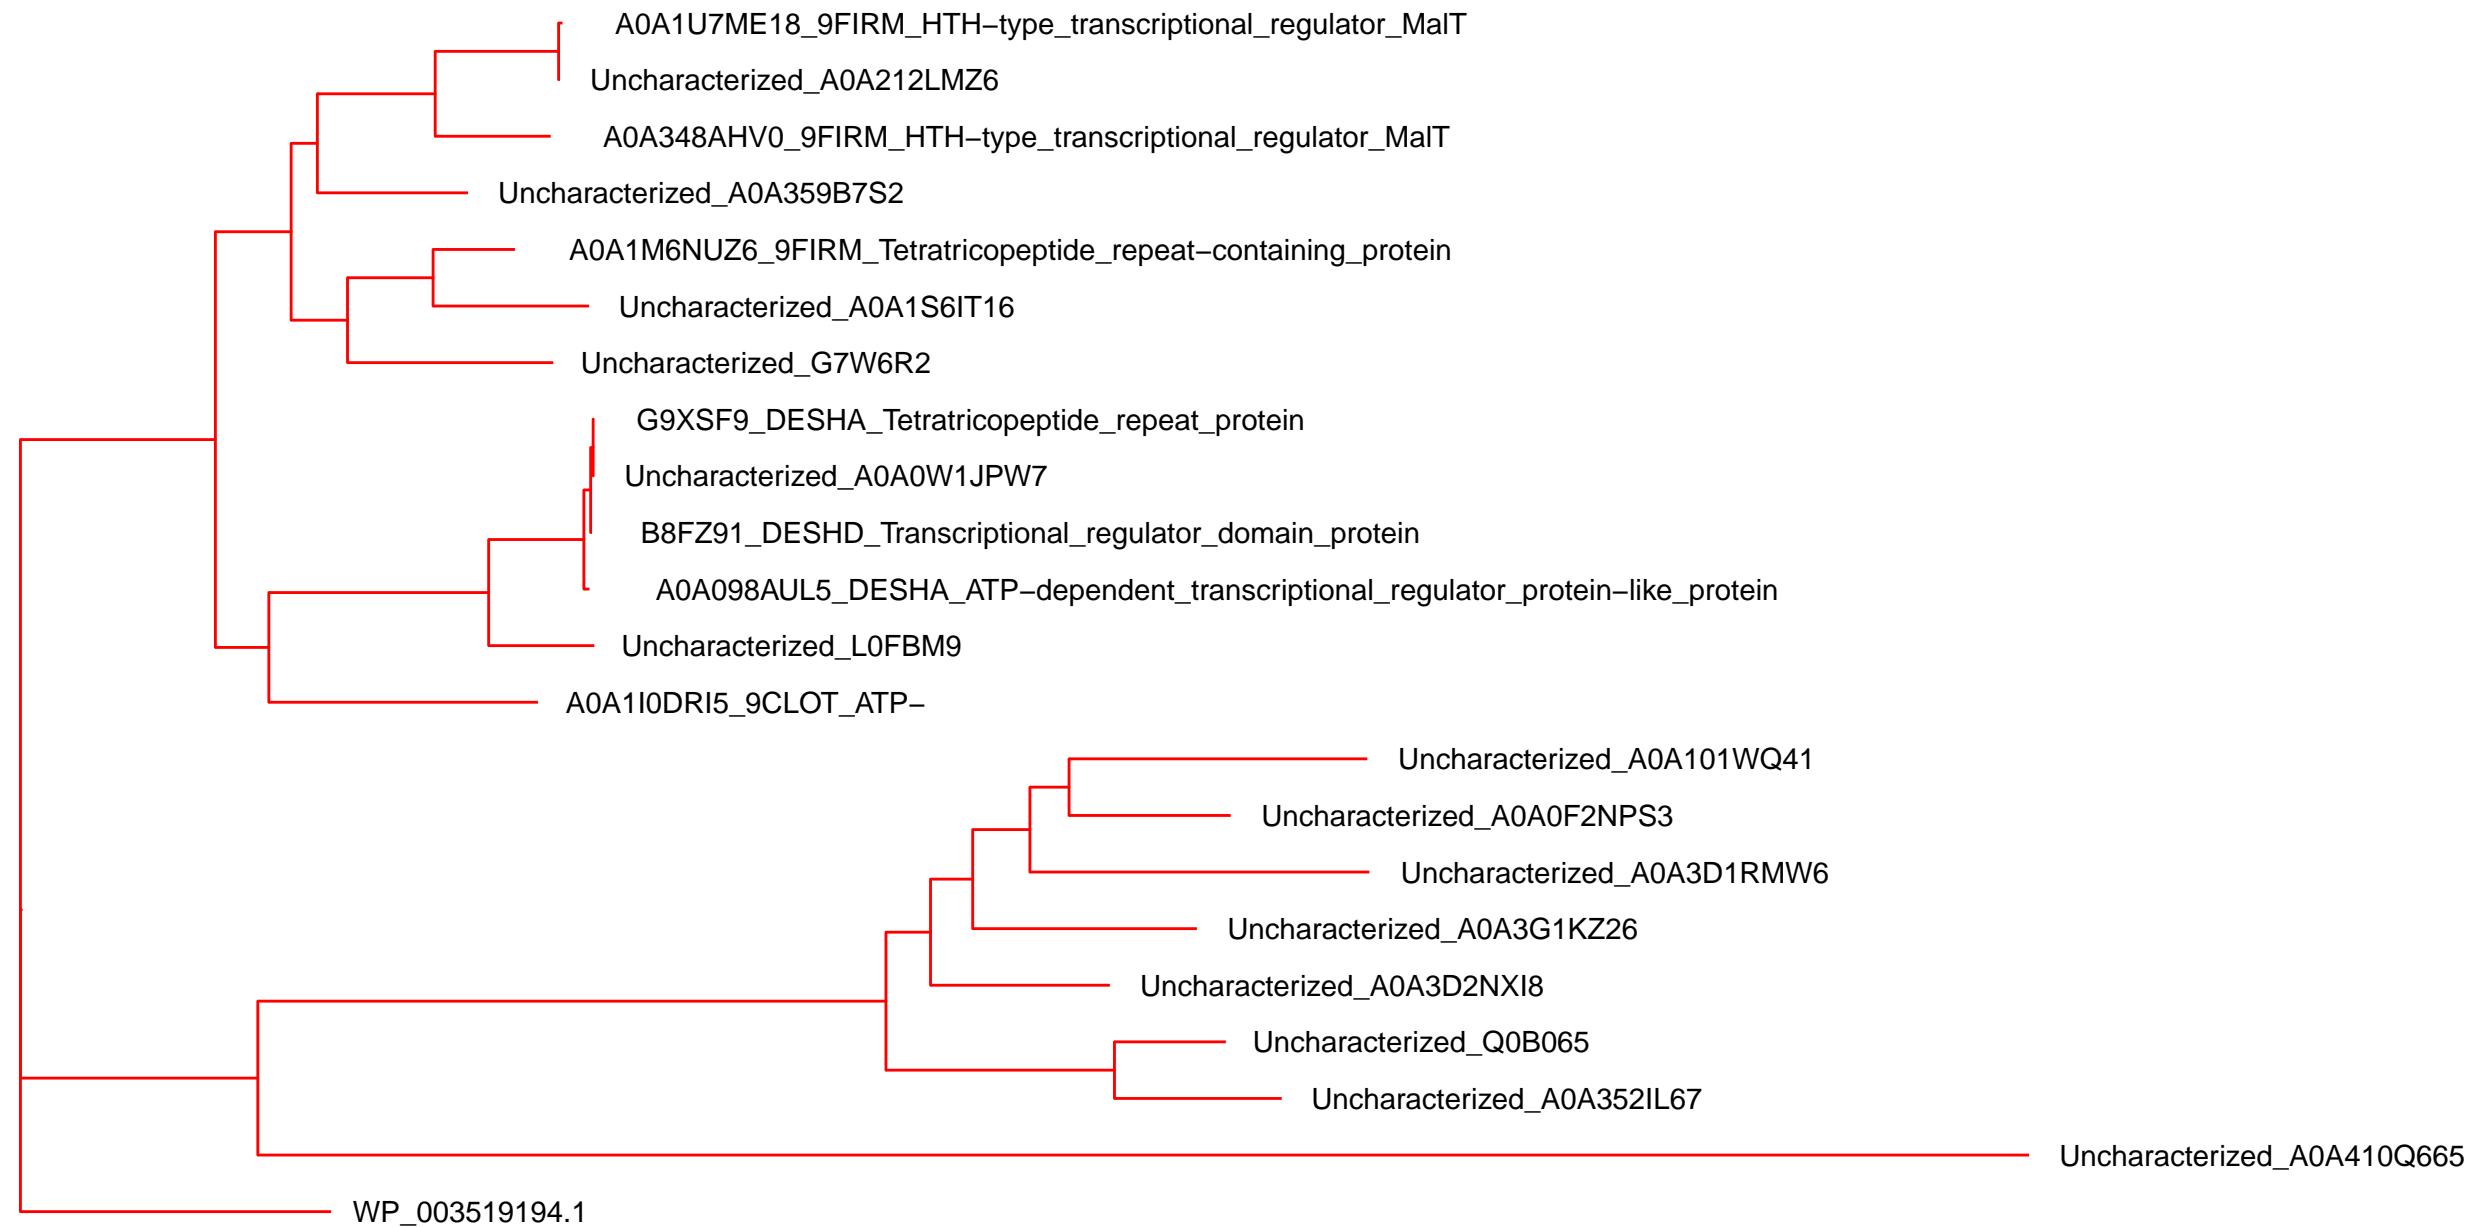 A0A1U7ME18_9FIRM_HTH−type_transcriptional_regulator_MalT
Uncharacterized_A0A212LMZ6
A0A348AHV0_9FIRM_HTH−type_transcriptional_regulator_MalT
Uncharacterized_A0A359B7S2
A0A1M6NUZ6_9FIRM_Tetratricopeptide_repeat−containing_protein
Uncharacterized_A0A1S6IT16
Uncharacterized_G7W6R2
G9XSF9_DESHA_Tetratricopeptide_repeat_protein
Uncharacterized_A0A0W1JPW7
B8FZ91_DESHD_Transcriptional_regulator_domain_protein
A0A098AUL5_DESHA_ATP−dependent_transcriptional_regulator_protein−like_protein
Uncharacterized_L0FBM9
A0A1I0DRI5_9CLOT_ATP−
Uncharacterized_A0A101WQ41
Uncharacterized_A0A0F2NPS3
Uncharacterized_A0A3D1RMW6
Uncharacterized_A0A3G1KZ26
Uncharacterized_A0A3D2NXI8
Uncharacterized_Q0B065
Uncharacterized_A0A352IL67
Uncharacterized_A0A410Q665
WP_003519194.1